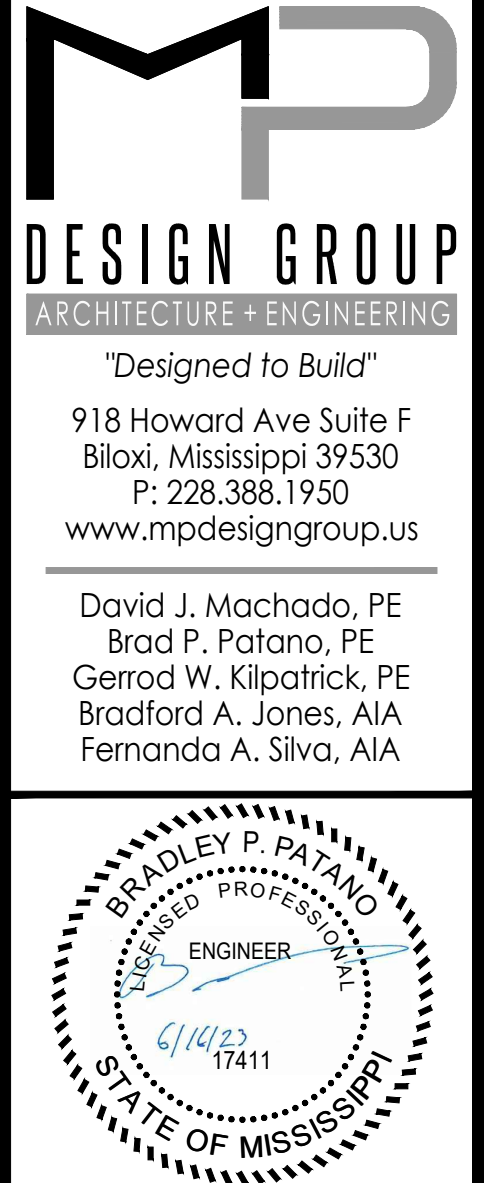 MP
DESIGN GROUP
ARCHITECTURE + ENGINEERING
"Designed to Build"
918 Howard Ave Suite F
Biloxi, Mississippi 39530
P: 228.388.1950
www.mpdesigngroup.us
David J. Machado, PE
Brad P. Patano, PE
Gerrod W. Kilpatrick, PE
Bradford A. Jones, AIA
Fernanda A. Silva, AIA
BRADLEY P. PATANO
LICENSED PROFESSIONAL
ENGINEER
6/16/23
17411
STATE OF MISSISSIPPI